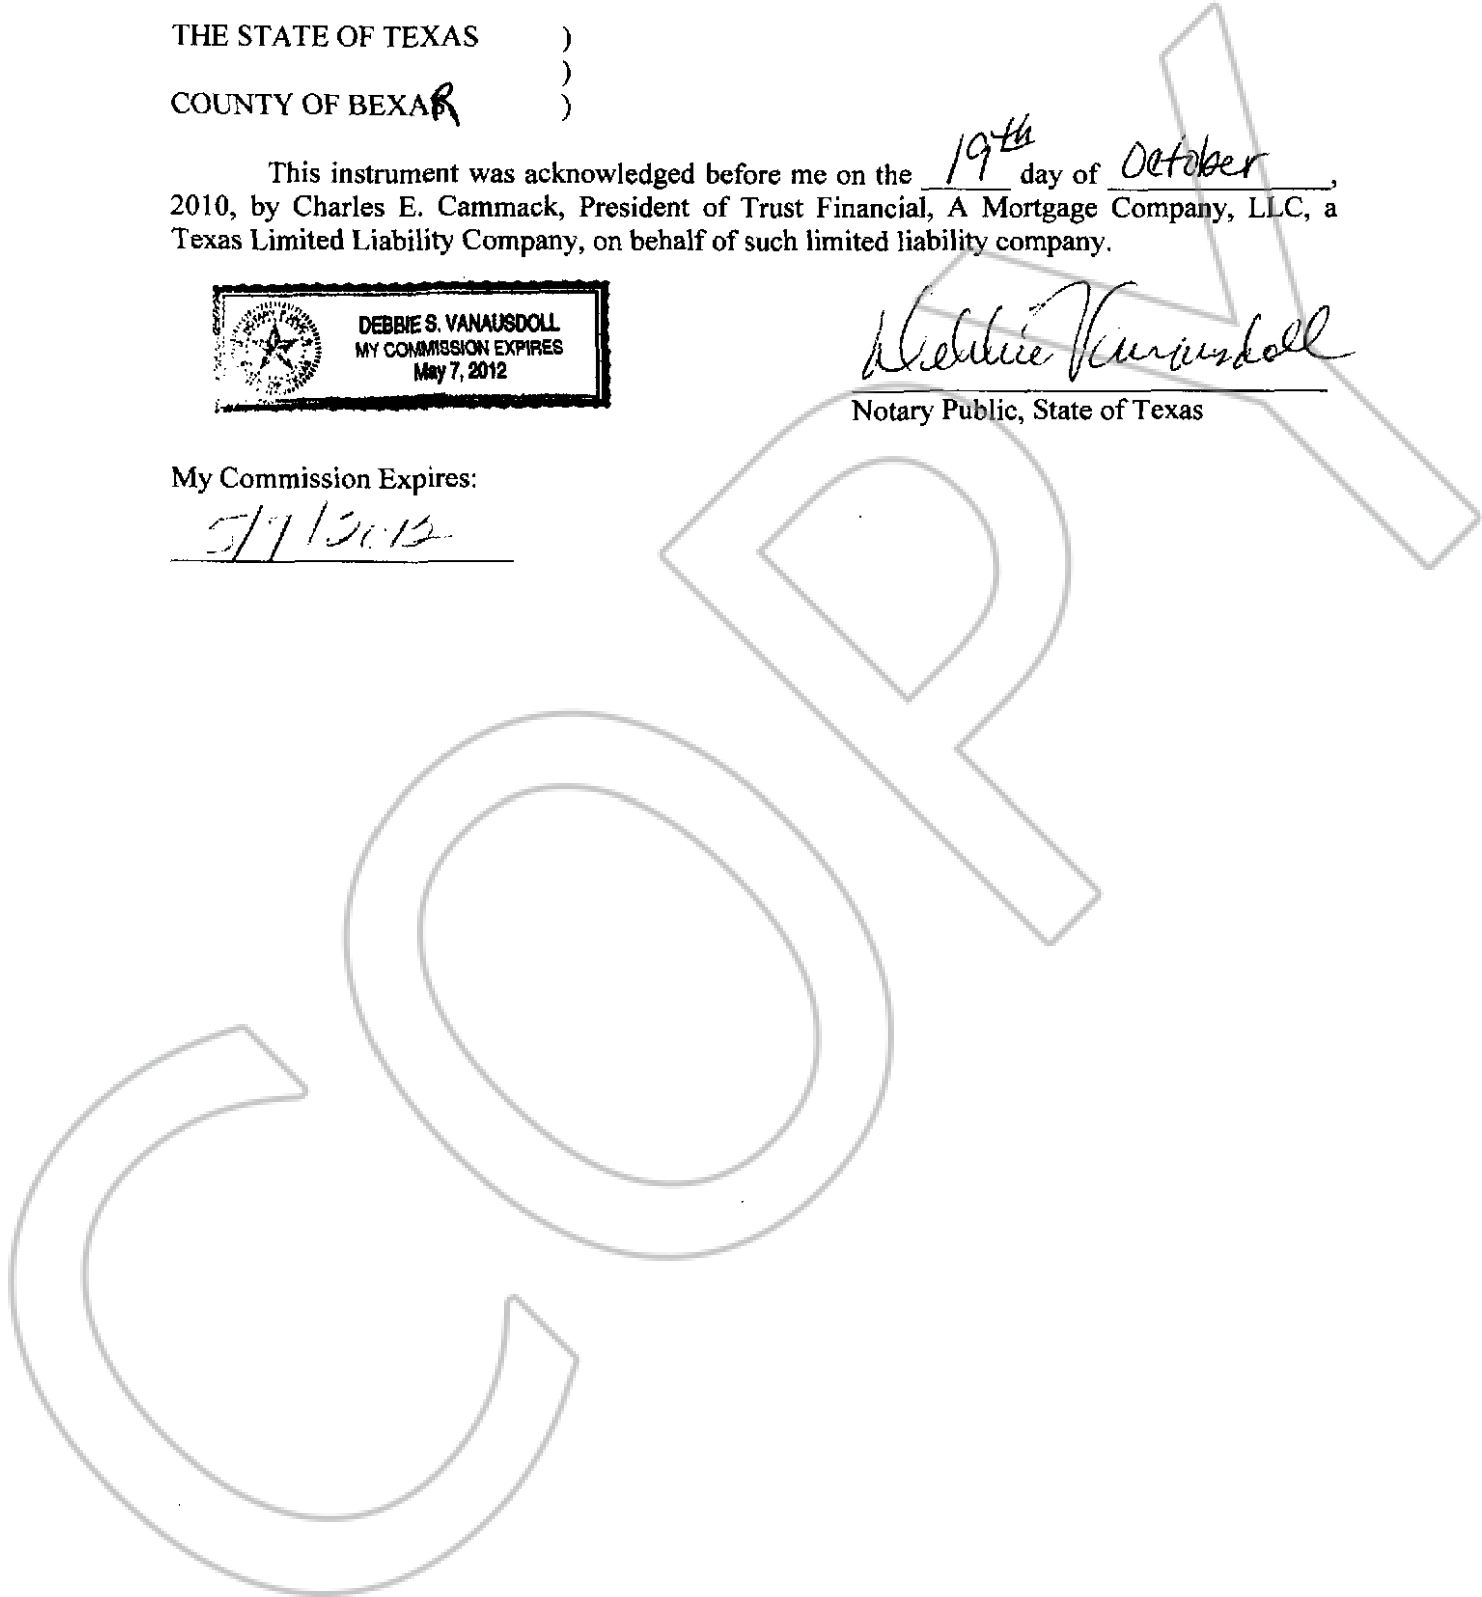 THE STATE OF TEXAS )
)
COUNTY OF BEXAR )
This instrument was acknowledged before me on the 19th day of October,
2010, by Charles E. Cammack, President of Trust Financial, A Mortgage Company, LLC, a
Texas Limited Liability Company, on behalf of such limited liability company.
DEBBIE S. VANAUSDOLL
MY COMMISSION EXPIRES
May 7, 2012
Debbie Vanausdoll
Notary Public, State of Texas
My Commission Expires:
5/7/2012
COPY